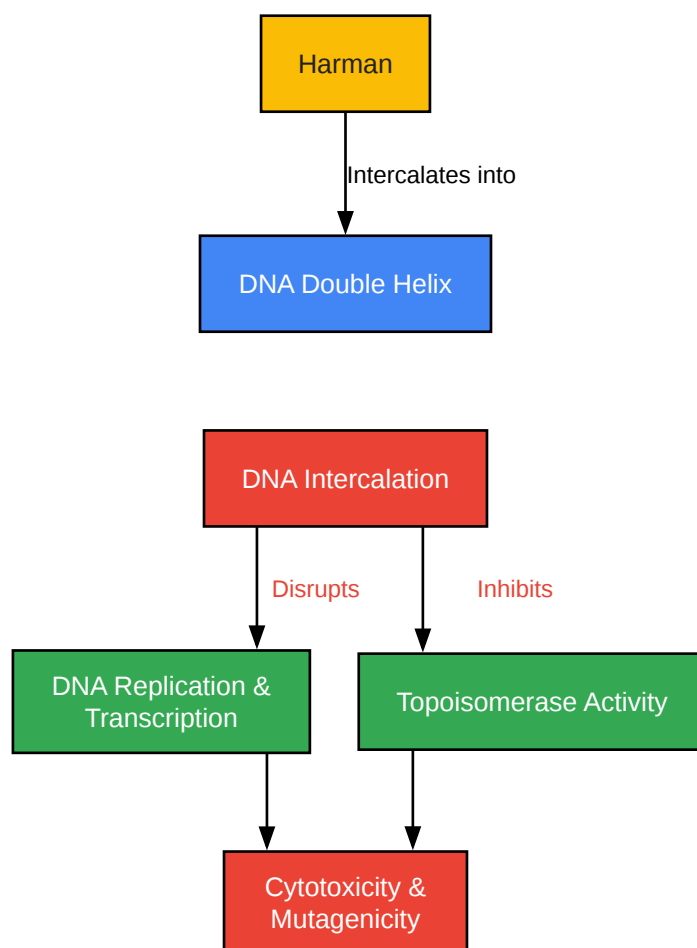 Harman
Intercalates into
DNA Double Helix
DNA Intercalation
Disrupts
Inhibits
DNA Replication &
Transcription
Topoisomerase Activity
Cytotoxicity &
Mutagenicity